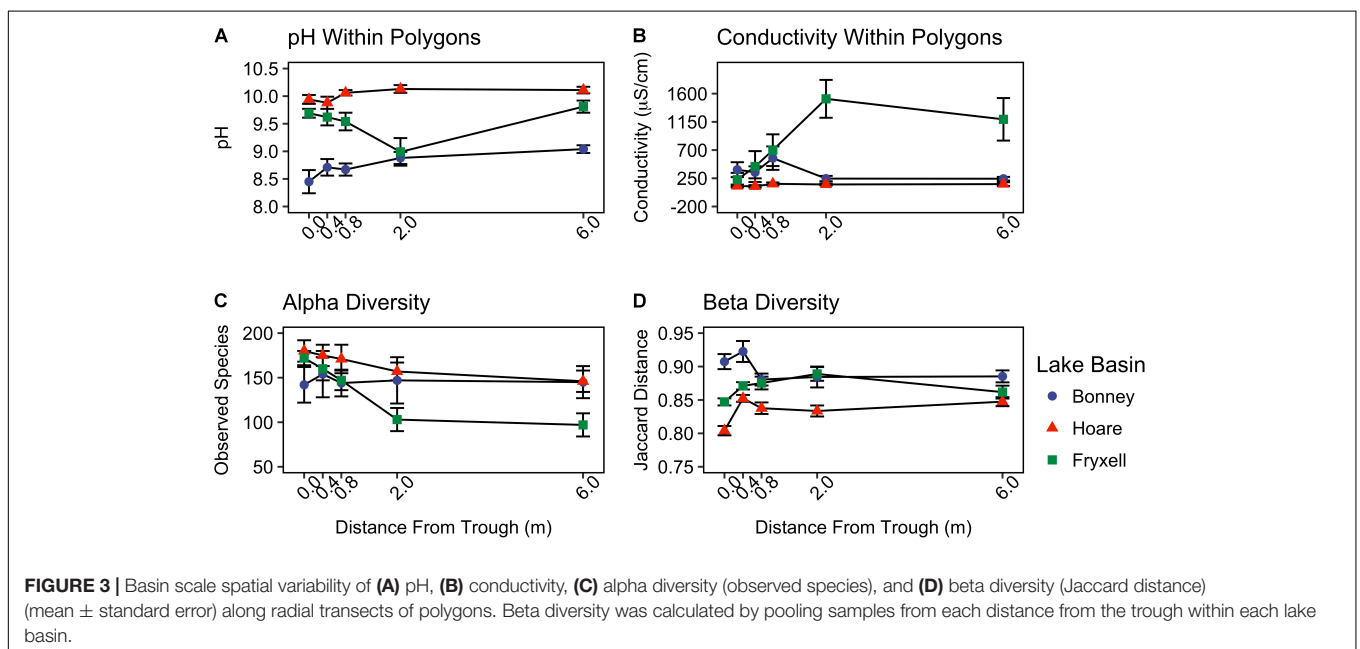 A pH Within Polygons
10.5
10.0
9.5
9.0
8.5
8.0
pH
0.0
0.4
0.8
2.0
6.0
B Conductivity Within Polygons
1600
1150
700
250
-200
Conductivity (μS/cm)
0.0
0.4
0.8
2.0
6.0
C Alpha Diversity
200
150
100
50
Observed Species
0.0
0.4
0.8
2.0
6.0
Distance From Trough (m)
D Beta Diversity
0.95
0.90
0.85
0.80
0.75
Jaccard Distance
0.0
0.4
0.8
2.0
6.0
Distance From Trough (m)
Lake Basin
Bonney
Hoare
Fryxell
FIGURE 3 | Basin scale spatial variability of (A) pH, (B) conductivity, (C) alpha diversity (observed species), and (D) beta diversity (Jaccard distance)
(mean ± standard error) along radial transects of polygons. Beta diversity was calculated by pooling samples from each distance from the trough within each lake
basin.